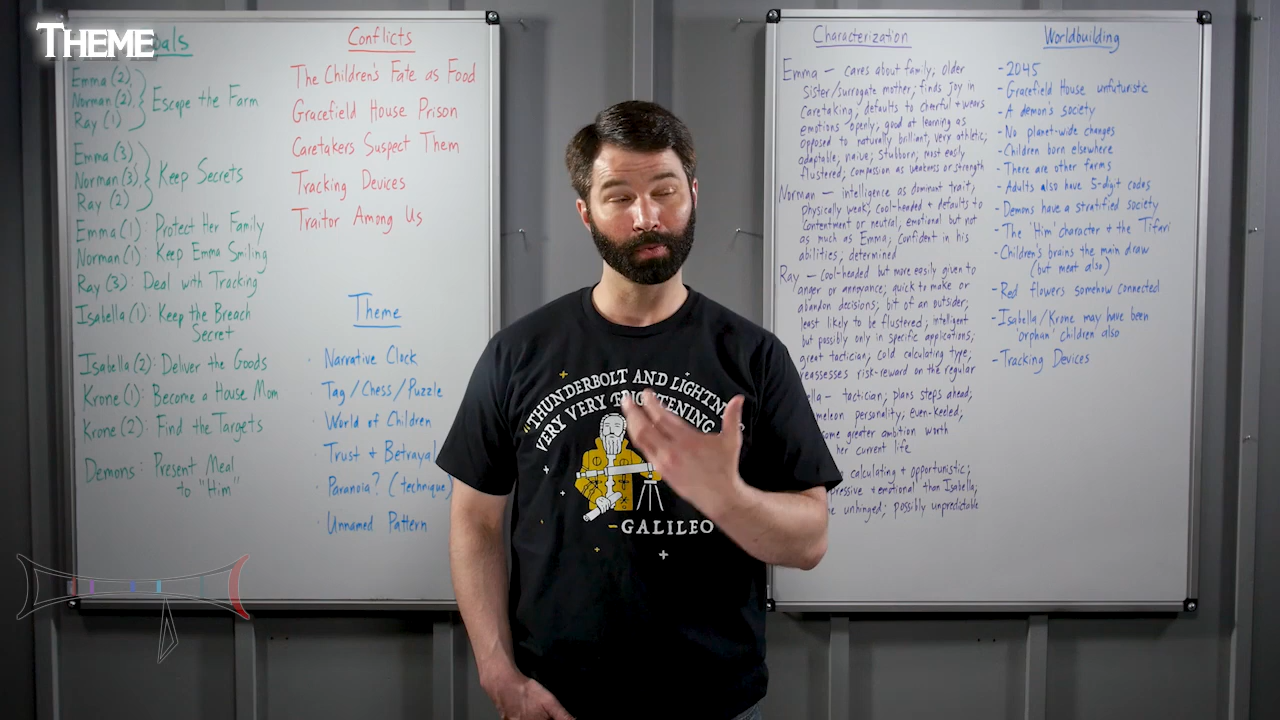 THEME
Goals
Emma (2)
Norman (2)
Ray (1)
Escape the Farm
Emma (3)
Norman (3)
Ray (2)
Keep Secrets
Emma (1): Protect Her Family
Norman (1): Keep Emma Smiling
Ray (3): Deal with Tracking
Isabella (1): Keep the Breach
Secret
Isabella (2): Deliver the Goods
Krone (1): Become a House Mom
Krone (2): Find the Targets
Demons: Present Meal
to "Him"
Conflicts
The Children's Fate as Food
Gracefield House Prison
Caretakers Suspect Them
Tracking Devices
Traitor Among Us
Theme
· Narrative Clock
· Tag/Chess/Puzzle
· World of Children
· Trust + Betrayal
· Paranoia? (technique)
· Unnamed Pattern
"THUNDERBOLT AND LIGHTN
VERY VERY FRIGHTENING
-GALILEO
Characterization
Emma — cares about family; older
sister/surrogate mother; finds joy in
caretaking; defaults to cheerful + wears
emotions openly; good at learning as
opposed to naturally brilliant; very athletic;
adaptable, naive; stubborn; most easily
flustered; compassion as weakness or strength
Norman — intelligence as dominant trait;
physically weak; cool-headed + defaults to
contentment or neutral; emotional but not
as much as Emma; confident in his
abilities; determined
Ray — cool-headed but more easily given to
anger or annoyance; quick to make or
abandon decisions; bit of an outsider;
least likely to be flustered; intelligent
but possibly only in specific applications;
great tactician; cold calculating type;
reassesses risk-reward on the regular
lla — tactician; plans steps ahead;
meleon personality; even-keeled;
ome greater ambition worth
her current life
calculating + opportunistic;
pressive + emotional than Isabella;
e unhinged; possibly unpredictable
Worldbuilding
- 2045
- Gracefield House unfuturistic
- A demon's society
- No planet-wide changes
- Children born elsewhere
- There are other farms
- Adults also have 5-digit codes
- Demons have a stratified society
- The 'Him' character + the Tifari
- Children's brains the main draw
(but meat also)
- Red flowers somehow connected
- Isabella/Krone may have been
'orphan' children also
- Tracking Devices